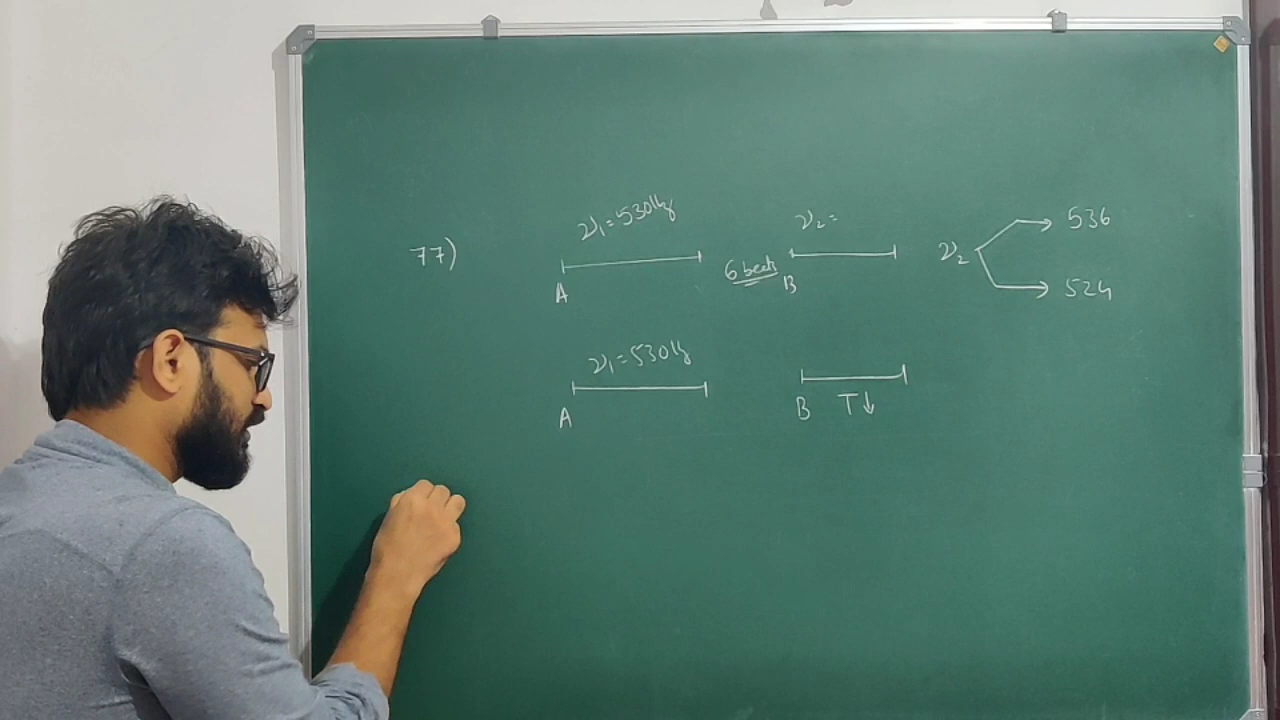 77)
ν₁ = 530Hz
A
6 beats
ν₂ =
B
ν₂
536
524
ν₁ = 530Hz
A
B T↓